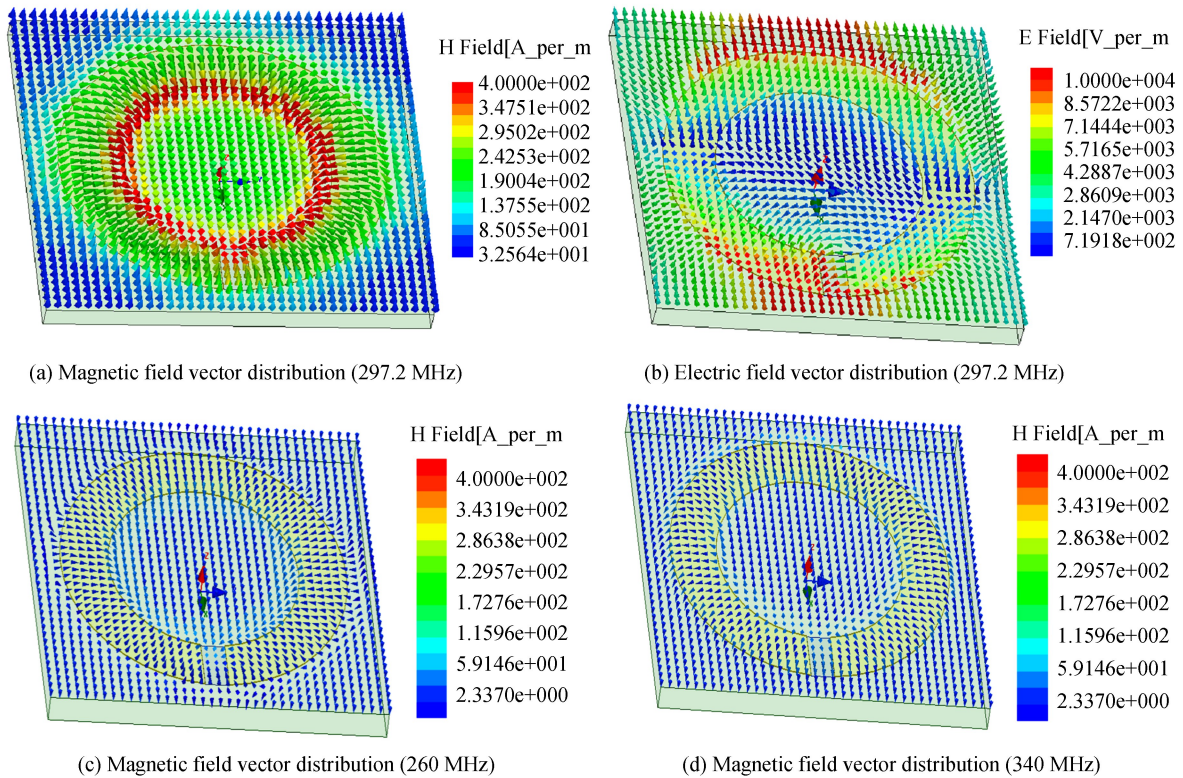 H Field[A_per_m
4.0000e+002
3.4751e+002
2.9502e+002
2.4253e+002
1.9004e+002
1.3755e+002
8.5055e+001
3.2564e+001
E Field[V_per_m
1.0000e+004
8.5722e+003
7.1444e+003
5.7165e+003
4.2887e+003
2.8609e+003
2.1470e+003
7.1918e+002
(a) Magnetic field vector distribution (297.2 MHz)
(b) Electric field vector distribution (297.2 MHz)
H Field[A_per_m
4.0000e+002
3.4319e+002
2.8638e+002
2.2957e+002
1.7276e+002
1.1596e+002
5.9146e+001
2.3370e+000
H Field[A_per_m
4.0000e+002
3.4319e+002
2.8638e+002
2.2957e+002
1.7276e+002
1.1596e+002
5.9146e+001
2.3370e+000
(c) Magnetic field vector distribution (260 MHz)
(d) Magnetic field vector distribution (340 MHz)